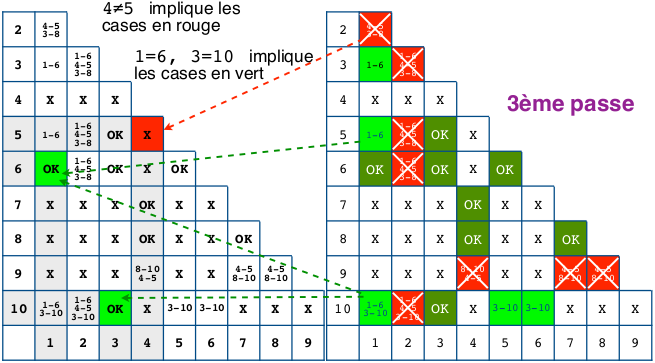 4≠5 implique les
cases en rouge
1=6, 3=10 implique
les cases en vert
3ème passe
2 4-5 3-8
3 1-6 1-6 4-5 3-8
4 X X X
5 1-6 1-6 4-5 3-8 OK X
6 OK 1-6 4-5 3-8 OK X OK
7 X X X OK X X
8 X X X OK X X OK
9 X X X 8-10 4-5 X X 4-5 8-10 4-5 8-10
10 1-6 3-10 1-6 4-5 3-10 OK X 3-10 3-10 X X X
1 2 3 4 5 6 7 8 9
2 4-5 3-8
3 1-6 1-6 4-5 3-8
4 X X X
5 1-6 1-6 4-5 3-8 OK X
6 OK 1-6 4-5 3-8 OK X OK
7 X X X OK X X
8 X X X OK X X OK
9 X X X 8-10 4-5 X X 4-5 8-10 4-5 8-10
10 1-6 3-10 1-6 4-5 3-10 OK X 3-10 3-10 X X X
1 2 3 4 5 6 7 8 9